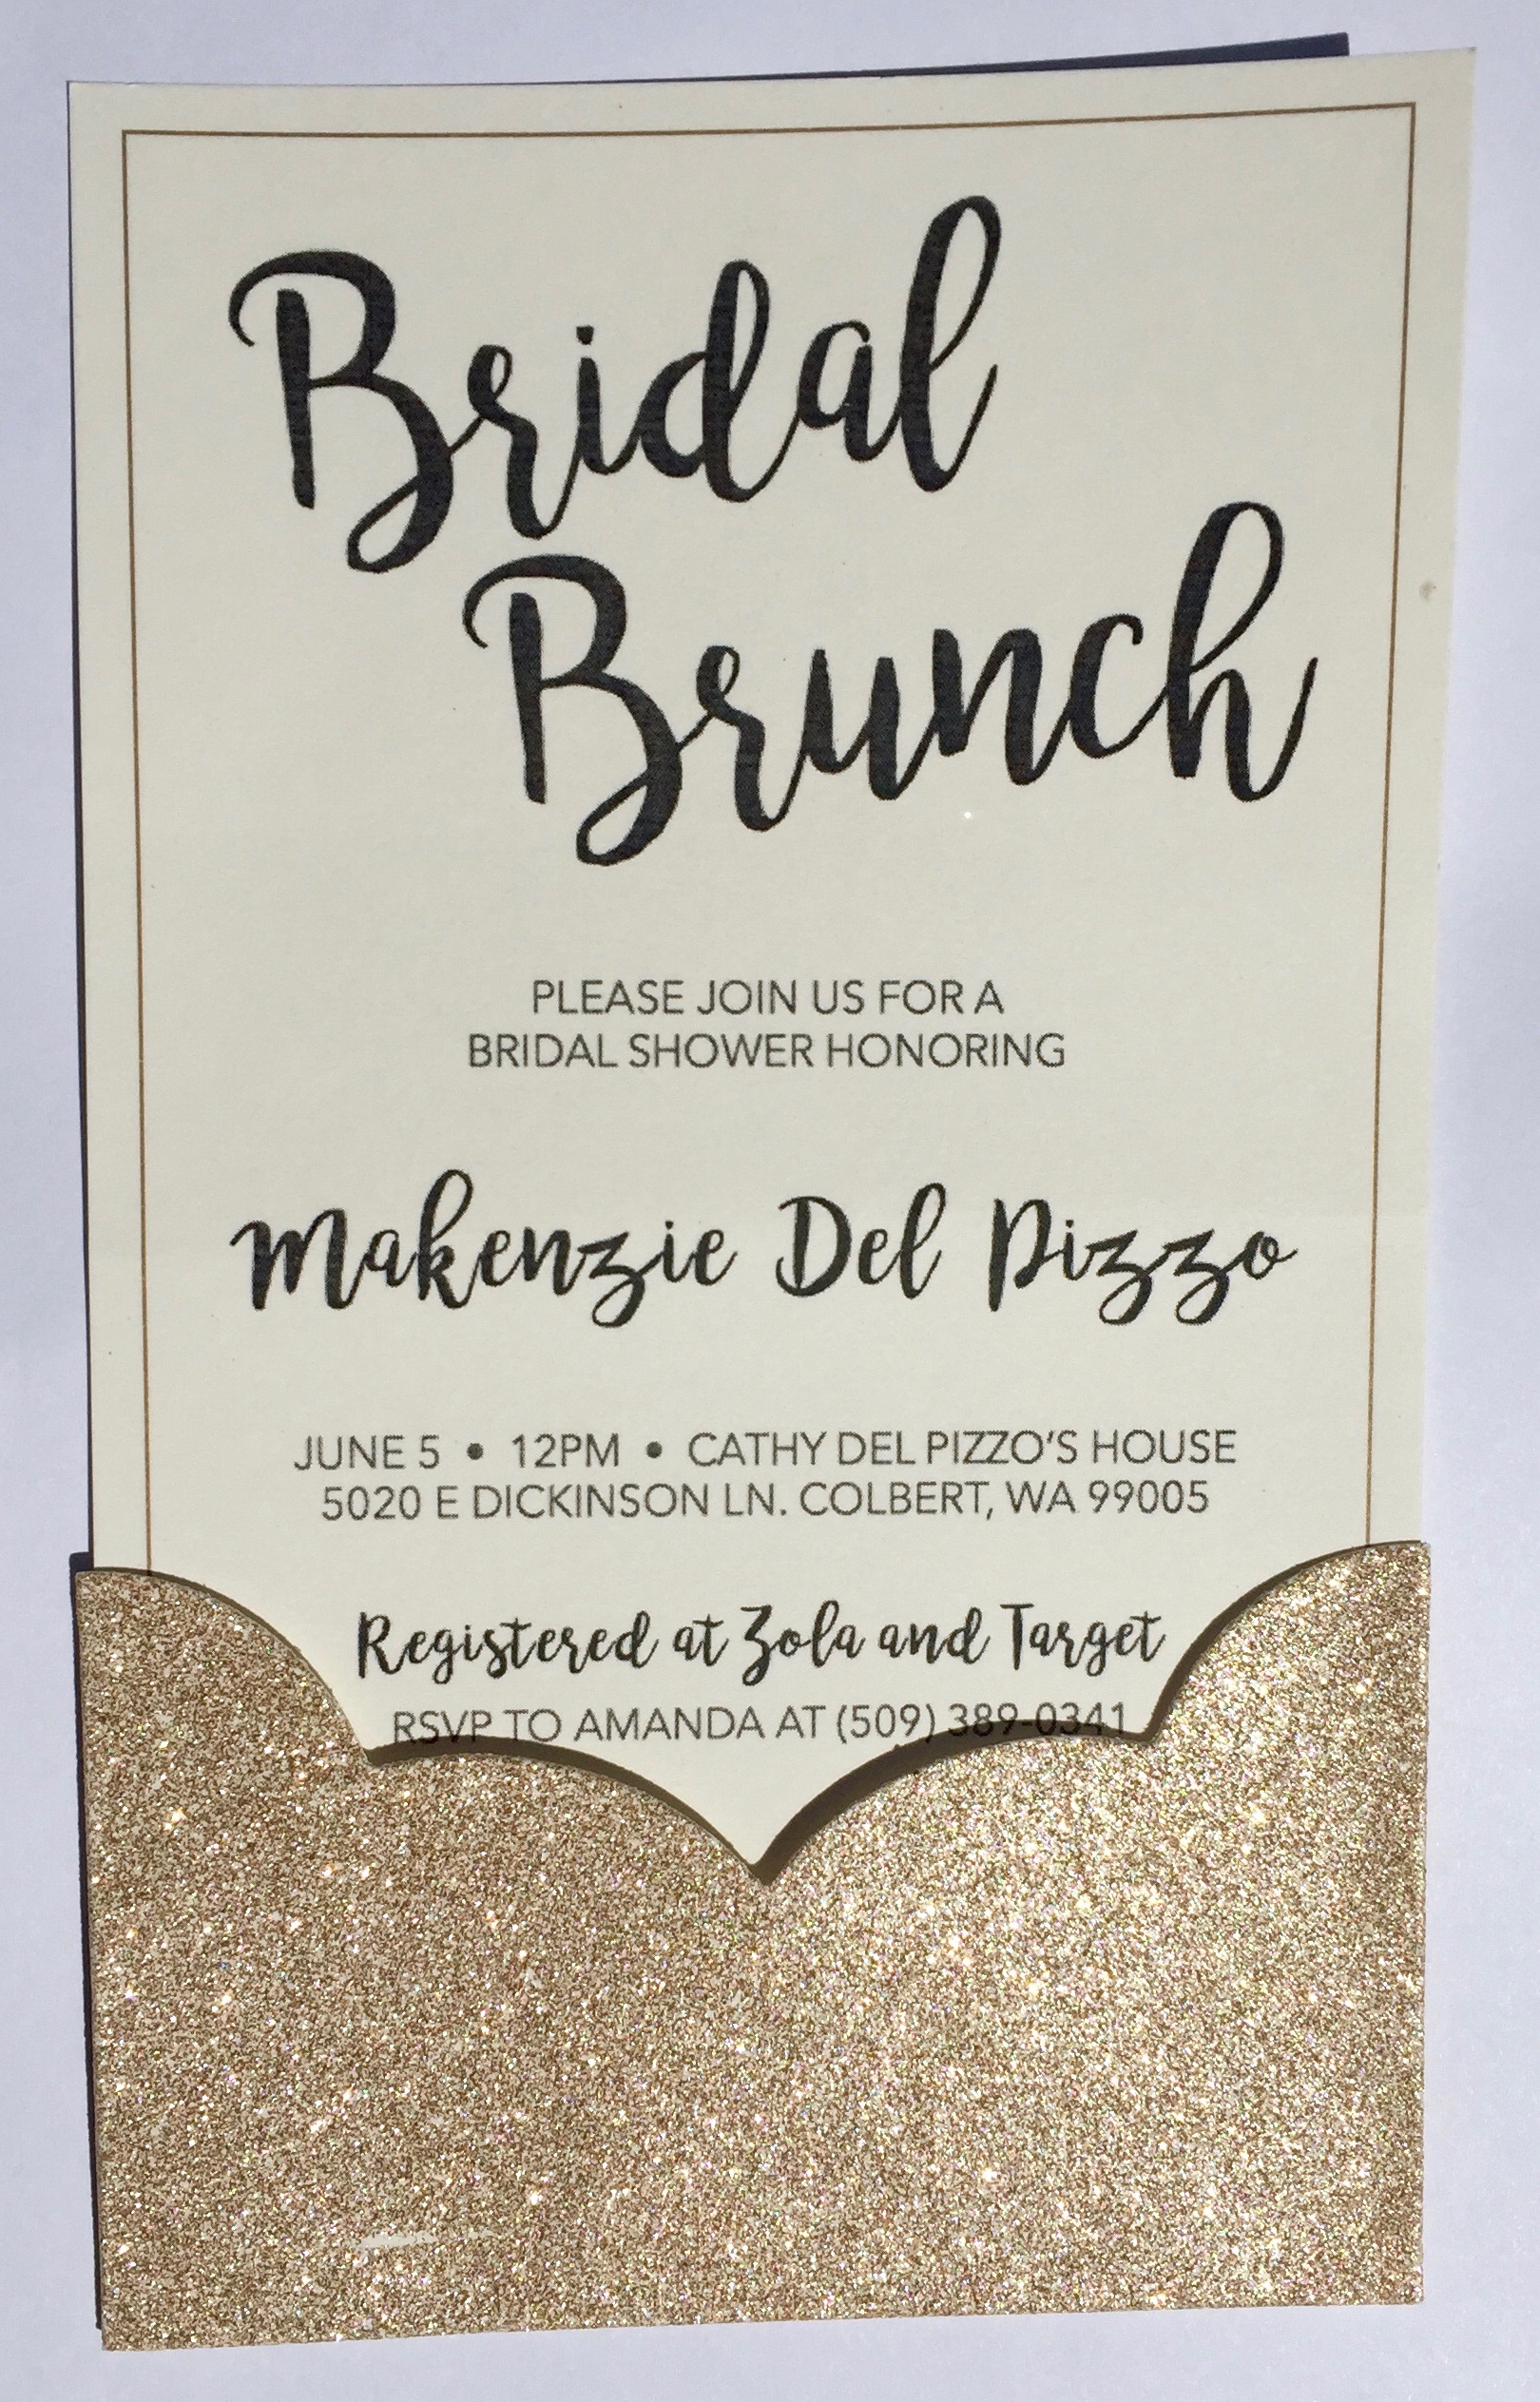 Bridal
Brunch
PLEASE JOIN US FOR A
BRIDAL SHOWER HONORING
Makenzie Del Pizzo
JUNE 5 • 12PM • CATHY DEL PIZZO'S HOUSE
5020 E DICKINSON LN. COLBERT, WA 99005
Registered at Zola and Target
RSVP TO AMANDA AT (509) 389-0341